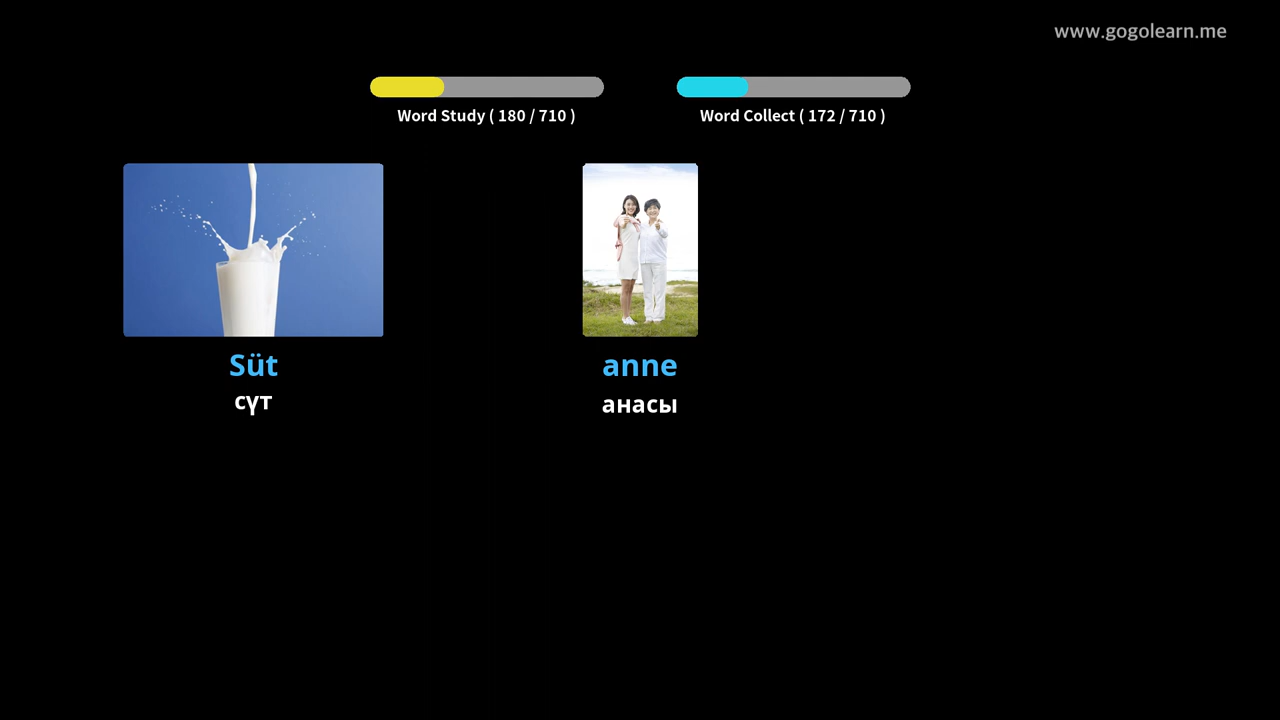 www.gogolearn.me
Word Study ( 180 / 710 )
Word Collect ( 172 / 710 )
Süt
сүт
anne
анасы